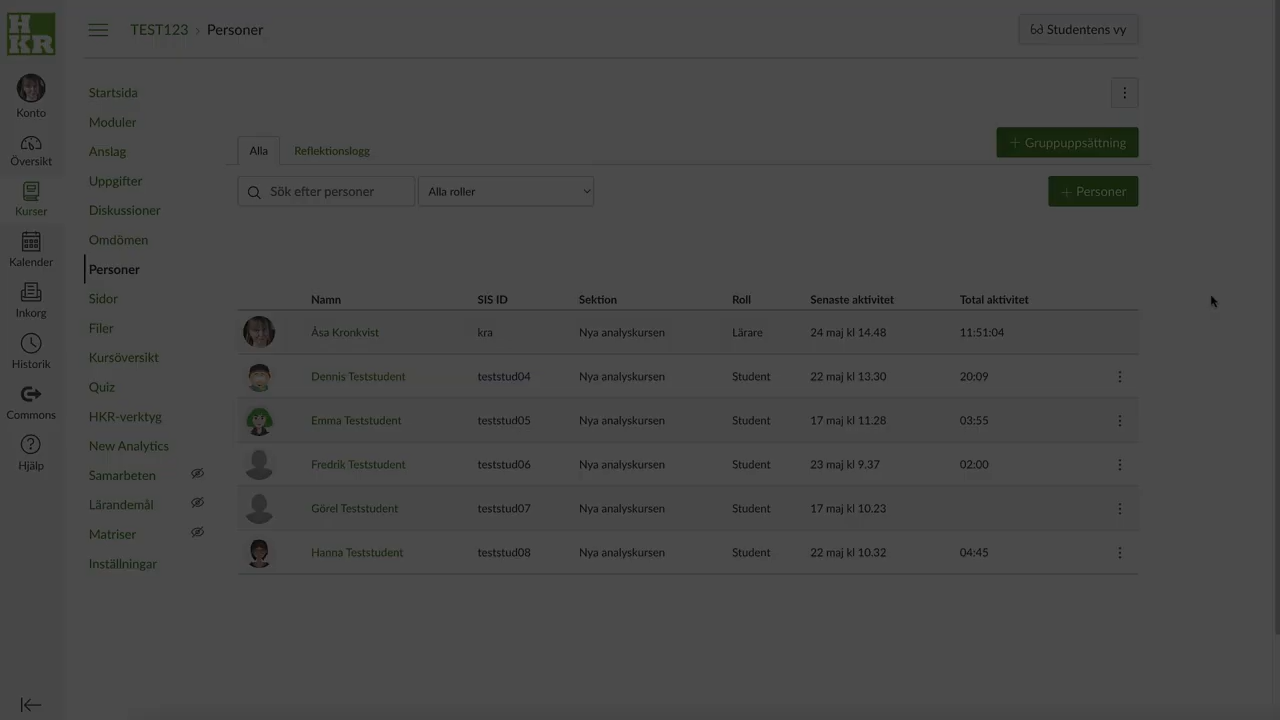 HKR
TEST123 › Personer
Studentens vy
Konto
Översikt
Kurser
Kalender
Inkorg
Historik
Commons
Hjälp
Startsida
Moduler
Anslag
Uppgifter
Diskussioner
Omdömen
Personer
Sidor
Filer
Kursöversikt
Quiz
HKR-verktyg
New Analytics
Samarbeten
Lärandemål
Matriser
Inställningar
Alla Reflektionslogg
+ Gruppuppsättning
Sök efter personer
Alla roller
+ Personer
Namn SIS ID Sektion Roll Senaste aktivitet Total aktivitet
Åsa Kronkvist kra Nya analyskursen Lärare 24 maj kl 14.48 11:51:04
Dennis Teststudent teststud04 Nya analyskursen Student 22 maj kl 13.30 20:09
Emma Teststudent teststud05 Nya analyskursen Student 17 maj kl 11.28 03:55
Fredrik Teststudent teststud06 Nya analyskursen Student 23 maj kl 9.37 02:00
Görel Teststudent teststud07 Nya analyskursen Student 17 maj kl 10.23
Hanna Teststudent teststud08 Nya analyskursen Student 22 maj kl 10.32 04:45